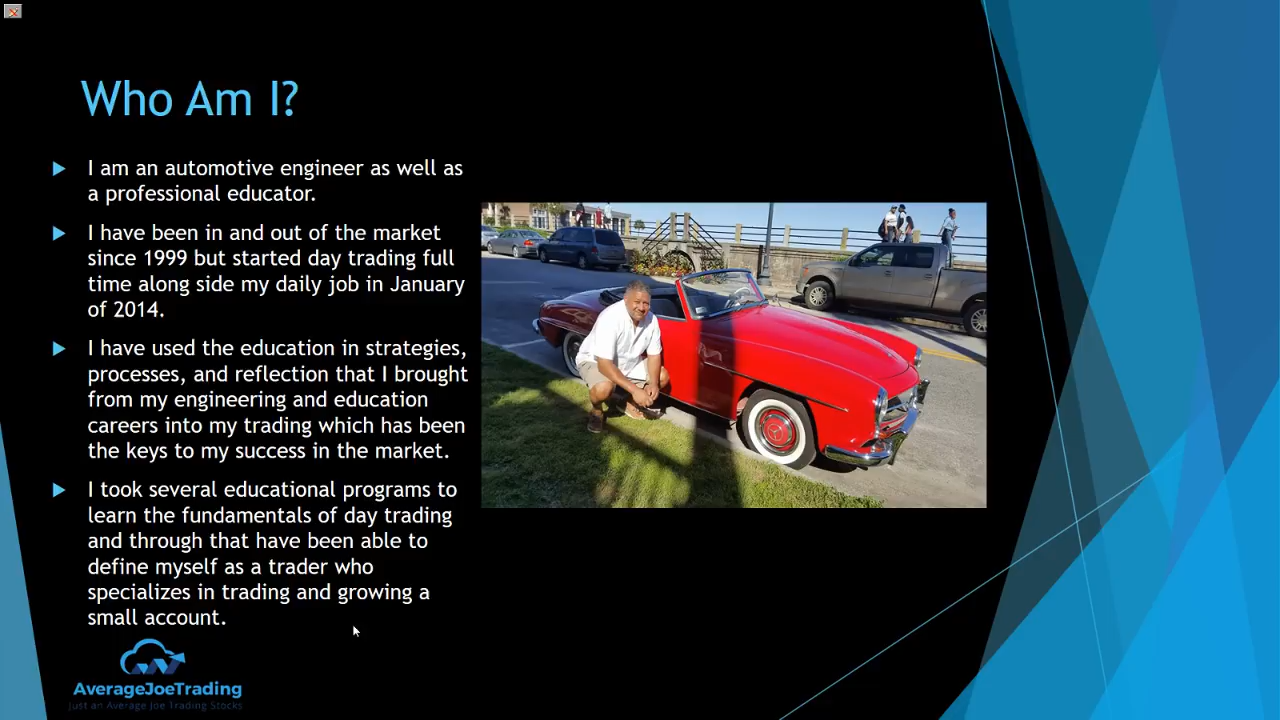 Who Am I?
I am an automotive engineer as well as
a professional educator.
I have been in and out of the market
since 1999 but started day trading full
time along side my daily job in January
of 2014.
I have used the education in strategies,
processes, and reflection that I brought
from my engineering and education
careers into my trading which has been
the keys to my success in the market.
I took several educational programs to
learn the fundamentals of day trading
and through that have been able to
define myself as a trader who
specializes in trading and growing a
small account.
AverageJoeTrading
Just an Average Joe Trading Stocks